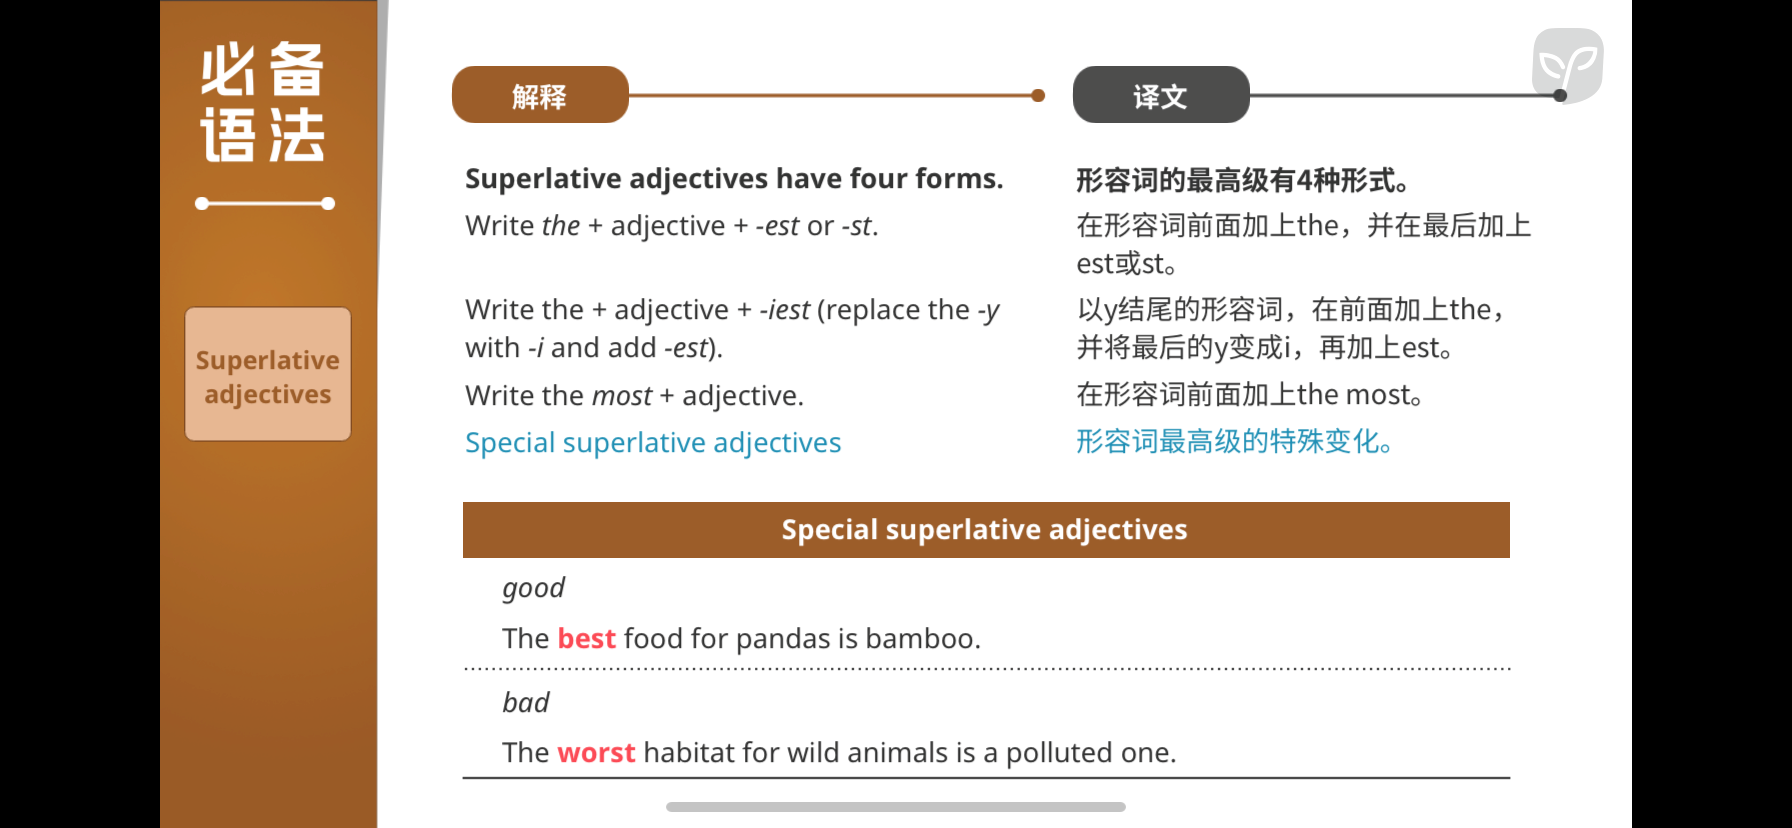 必备
语法
Superlative
adjectives
解释
Superlative adjectives have four forms.
Write the + adjective + -est or -st.
Write the + adjective + -iest (replace the -y
with -i and add -est).
Write the most + adjective.
Special superlative adjectives
译文
形容词的最高级有4种形式。
在形容词前面加上the，并在最后加上
est或st。
以y结尾的形容词，在前面加上the，
并将最后的y变成i，再加上est。
在形容词前面加上the most。
形容词最高级的特殊变化。
Special superlative adjectives
good
The best food for pandas is bamboo.
bad
The worst habitat for wild animals is a polluted one.